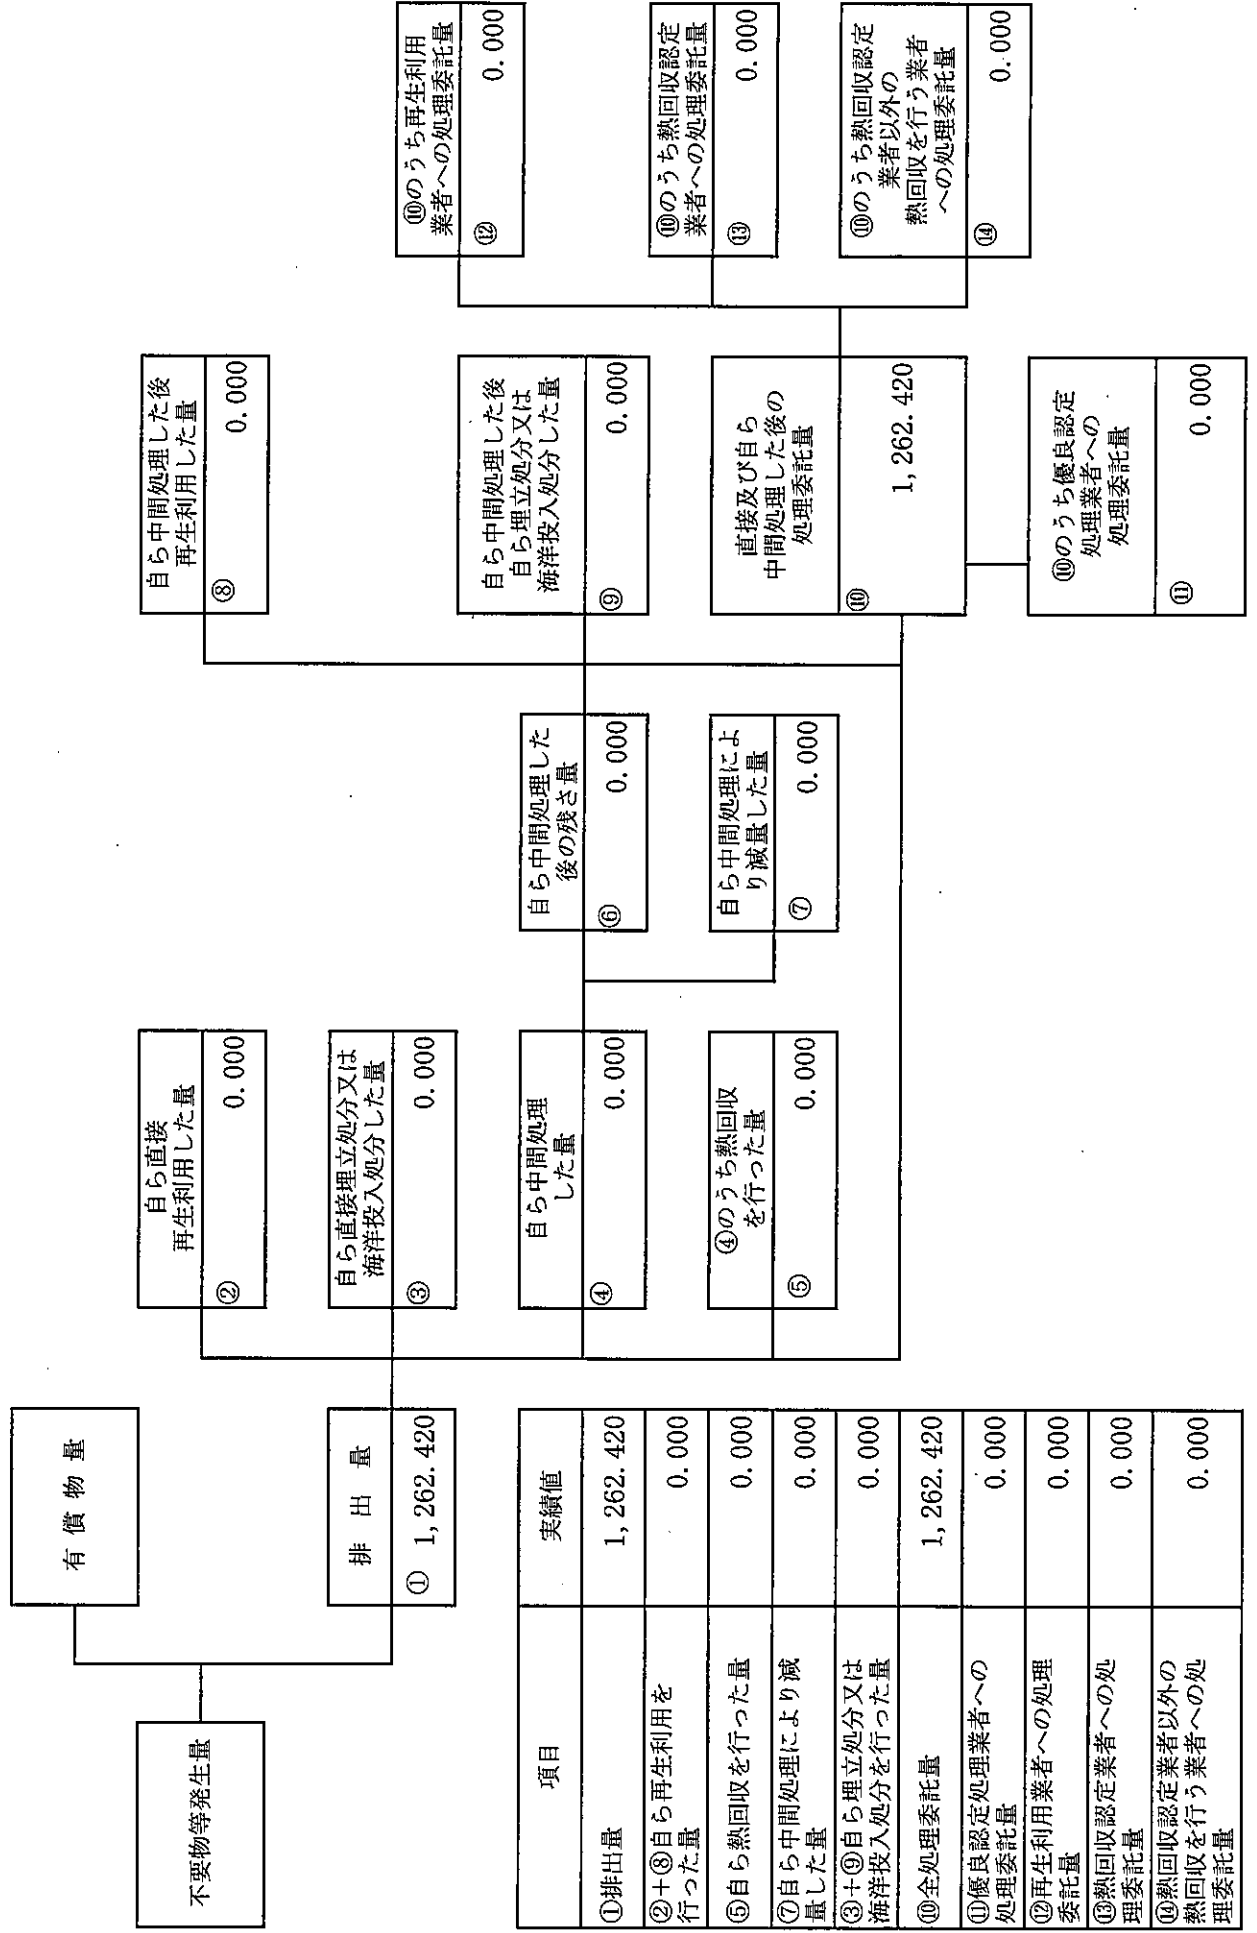 不要物等発生量
有償物量
排出量
① 1,262.420
自ら直接
再生利用した量
② 0.000
自ら直接埋立処分又は
海洋投入処分した量
③ 0.000
自ら中間処理
した量
④ 0.000
④のうち熱回収
を行った量
⑤ 0.000
自ら中間処理した
後の残さ量
⑥ 0.000
自ら中間処理によ
り減量した量
⑦ 0.000
自ら中間処理した後
再生利用した量
⑧ 0.000
自ら中間処理した後
自ら埋立処分又は
海洋投入処分した量
⑨ 0.000
直接及び自ら
中間処理した後の
処理委託量
⑩ 1,262.420
⑩のうち優良認定
処理業者への
処理委託量
⑪ 0.000
⑩のうち再生利用
業者への処理委託量
⑫ 0.000
⑩のうち熱回収認定
業者への処理委託量
⑬ 0.000
⑩のうち熱回収認定
業者以外の
熱回収を行う業者
への処理委託量
⑭ 0.000
項目 実績値
①排出量 1,262.420
②+⑧自ら再生利用を
行った量 0.000
⑤自ら熱回収を行った量 0.000
⑦自ら中間処理により減
量した量 0.000
③+⑨自ら埋立処分又は
海洋投入処分を行った量 0.000
⑩全処理委託量 1,262.420
⑪優良認定処理業者への
処理委託量 0.000
⑫再生利用業者への処理
委託量 0.000
⑬熱回収認定業者への処
理委託量 0.000
⑭熱回収認定業者以外の
熱回収を行う業者への処
理委託量 0.000